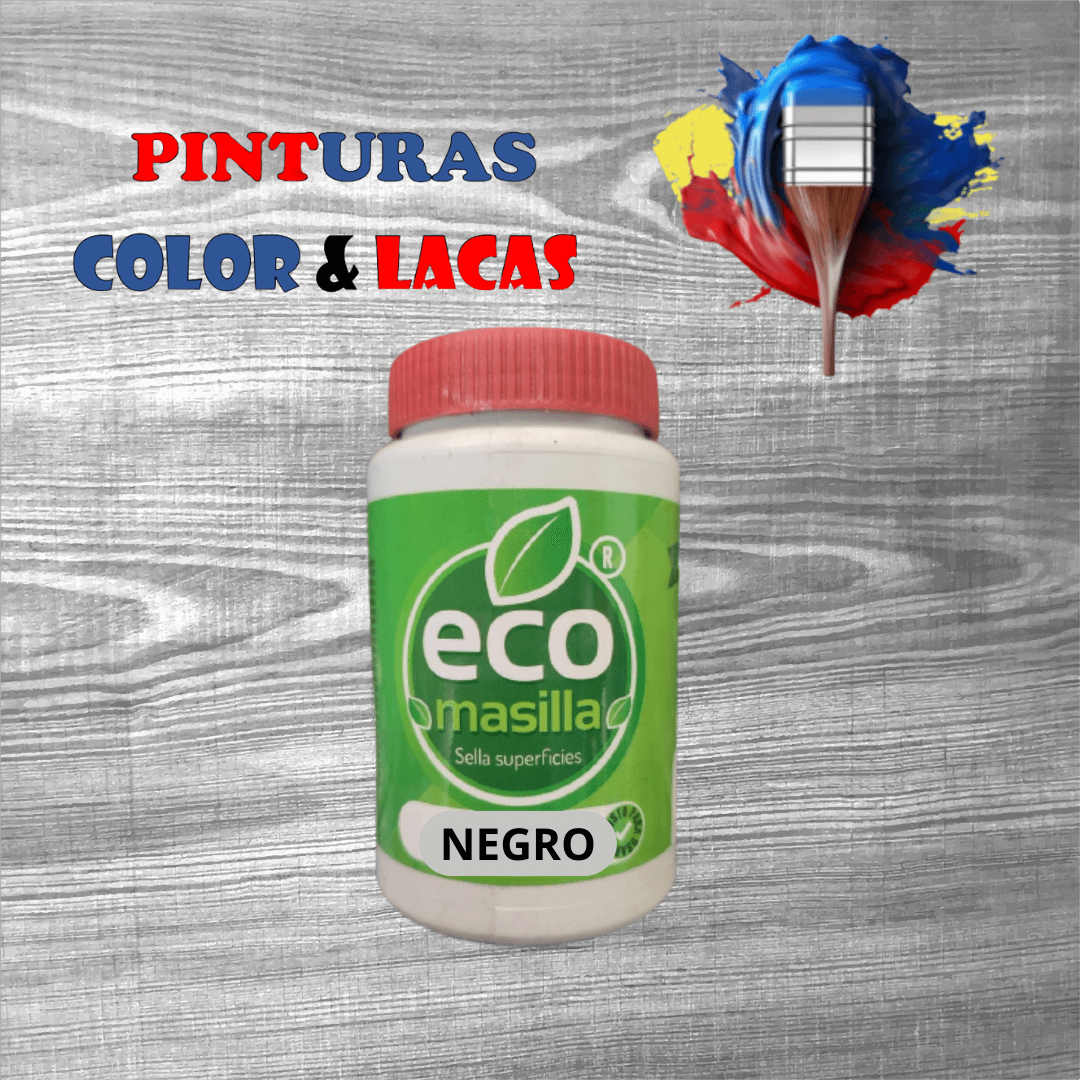 PINTURAS
COLOR & LACAS
®
eco
masilla
Sella superficies
NEGRO